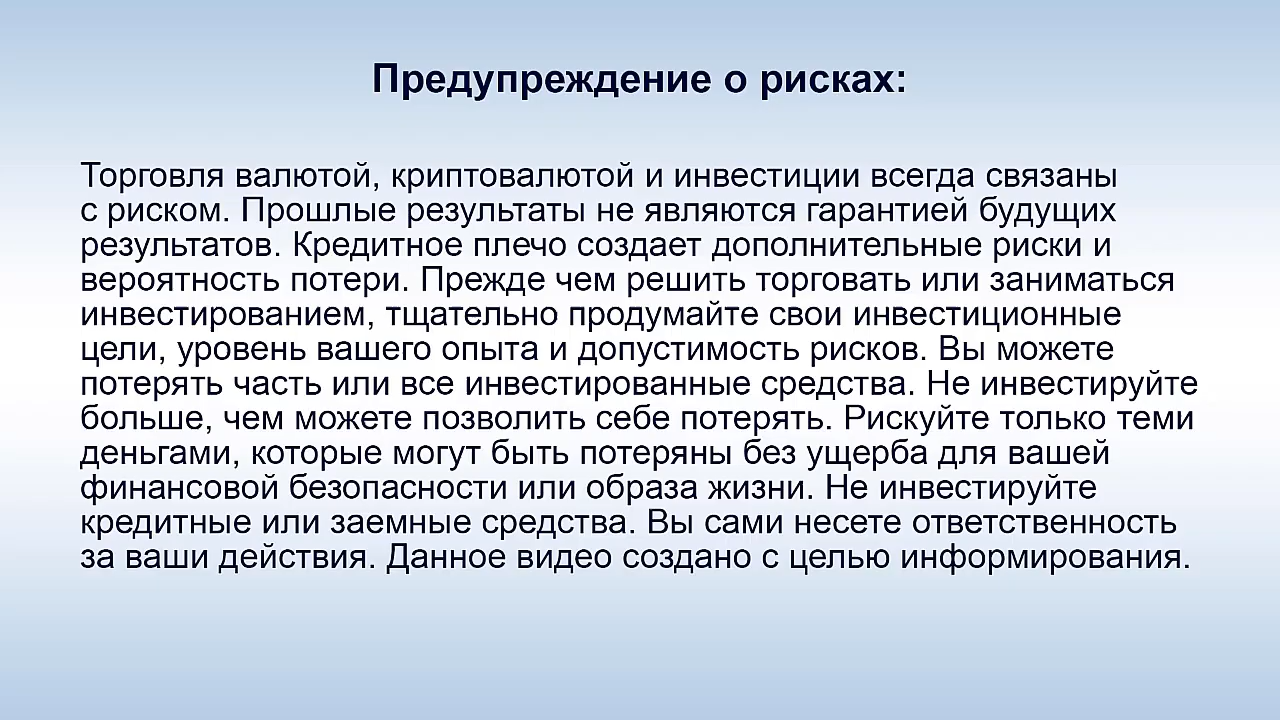 Предупреждение о рисках:
Торговля валютой, криптовалютой и инвестиции всегда связаны
с риском. Прошлые результаты не являются гарантией будущих
результатов. Кредитное плечо создает дополнительные риски и
вероятность потери. Прежде чем решить торговать или заниматься
инвестированием, тщательно продумайте свои инвестиционные
цели, уровень вашего опыта и допустимость рисков. Вы можете
потерять часть или все инвестированные средства. Не инвестируйте
больше, чем можете позволить себе потерять. Рискуйте только теми
деньгами, которые могут быть потеряны без ущерба для вашей
финансовой безопасности или образа жизни. Не инвестируйте
кредитные или заемные средства. Вы сами несете ответственность
за ваши действия. Данное видео создано с целью информирования.